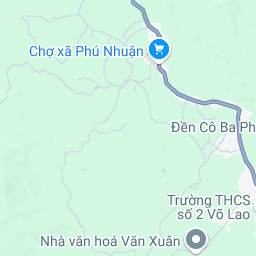 Chợ xã Phú Nhuận
Đền Cô Ba Ph
Trường THCS
số 2 Võ Lao
Nhà văn hoá Văn Xuân